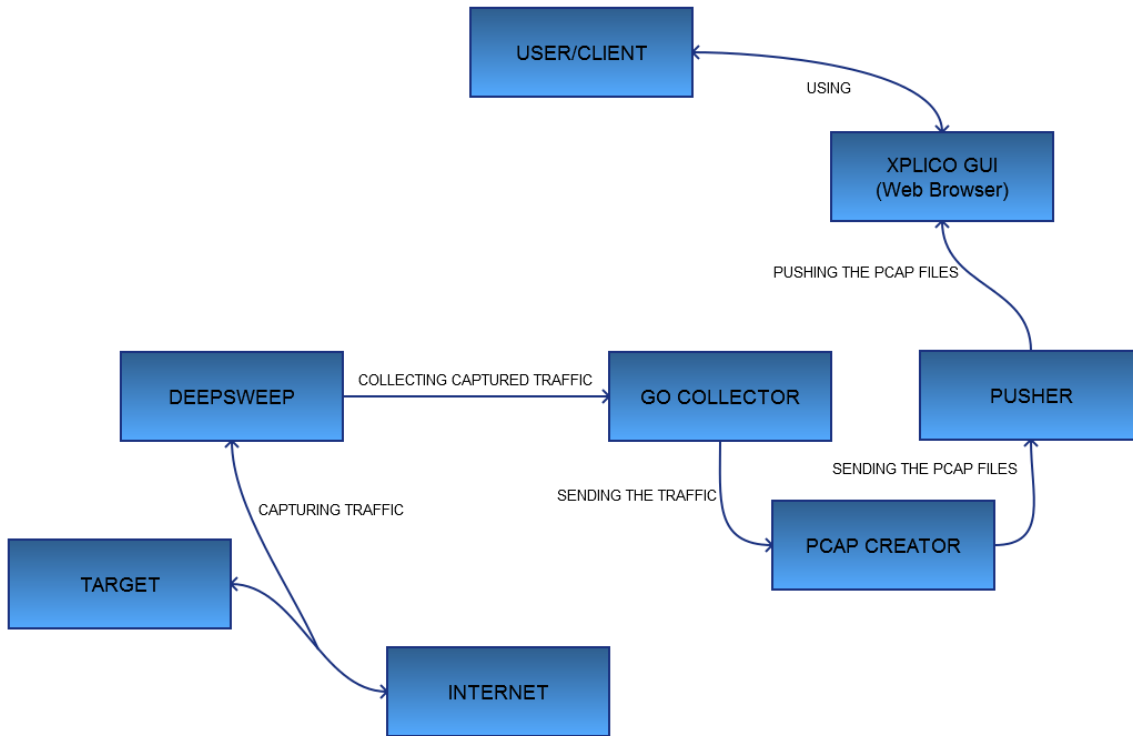 USER/CLIENT
USING
XPLICO GUI
(Web Browser)
PUSHING THE PCAP FILES
DEEPSWEEP
COLLECTING CAPTURED TRAFFIC
GO COLLECTOR
PUSHER
SENDING THE PCAP FILES
SENDING THE TRAFFIC
CAPTURING TRAFFIC
PCAP CREATOR
TARGET
INTERNET